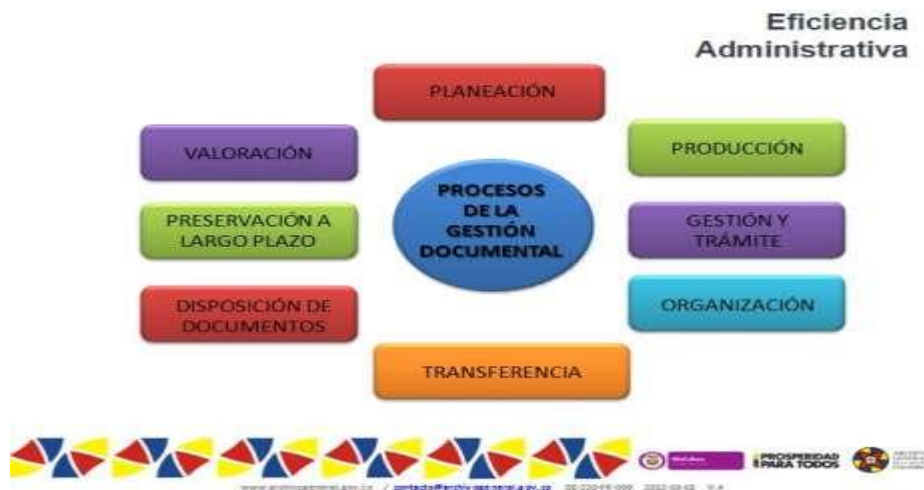 Eficiencia
Administrativa
PLANEACIÓN
PRODUCCIÓN
GESTIÓN Y
TRÁMITE
ORGANIZACIÓN
TRANSFERENCIA
DISPOSICIÓN DE
DOCUMENTOS
PRESERVACIÓN A
LARGO PLAZO
VALORACIÓN
PROCESOS
DE LA
GESTIÓN
DOCUMENTAL
PROSPERIDAD
PARA TODOS